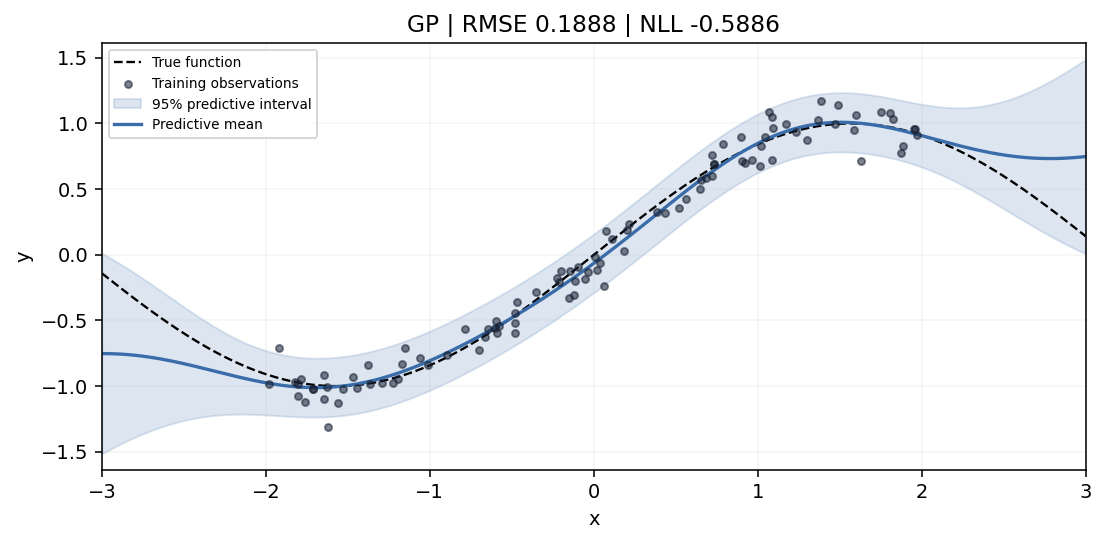 GP | RMSE 0.1888 | NLL -0.5886
True function
Training observations
95% predictive interval
Predictive mean
y
1.5
1.0
0.5
0.0
−0.5
−1.0
−1.5
−3 −2 −1 0 1 2 3
x